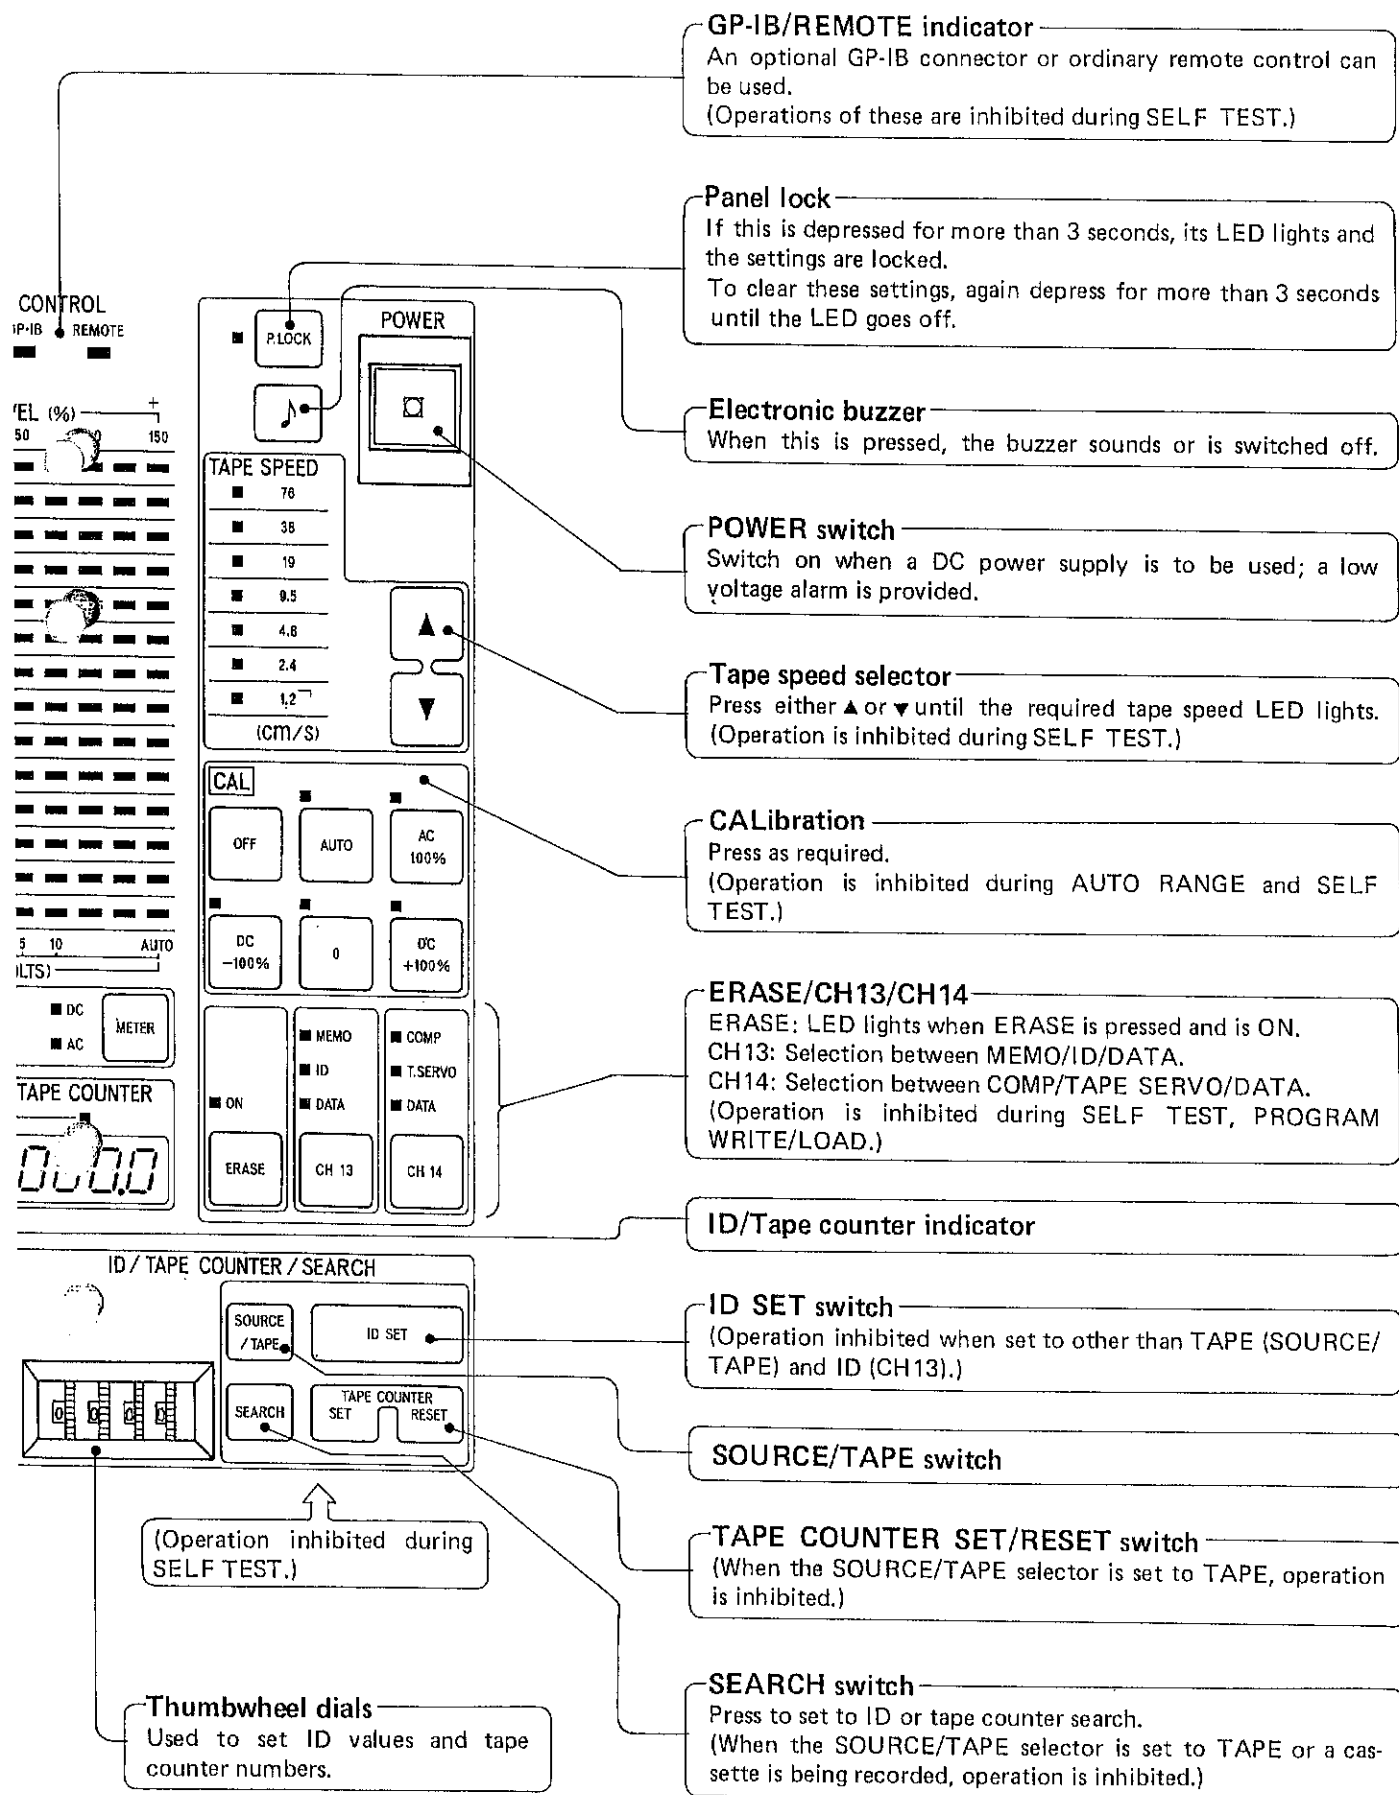 GP-IB/REMOTE indicator
An optional GP-IB connector or ordinary remote control can
be used.
(Operations of these are inhibited during SELF TEST.)
Panel lock
If this is depressed for more than 3 seconds, its LED lights and
the settings are locked.
To clear these settings, again depress for more than 3 seconds
until the LED goes off.
Electronic buzzer
When this is pressed, the buzzer sounds or is switched off.
POWER switch
Switch on when a DC power supply is to be used; a low
voltage alarm is provided.
Tape speed selector
Press either ▲ or ▼ until the required tape speed LED lights.
(Operation is inhibited during SELF TEST.)
CALibration
Press as required.
(Operation is inhibited during AUTO RANGE and SELF
TEST.)
ERASE/CH13/CH14
ERASE: LED lights when ERASE is pressed and is ON.
CH13: Selection between MEMO/ID/DATA.
CH14: Selection between COMP/TAPE SERVO/DATA.
(Operation is inhibited during SELF TEST, PROGRAM
WRITE/LOAD.)
ID/Tape counter indicator
ID SET switch
(Operation inhibited when set to other than TAPE (SOURCE/
TAPE) and ID (CH13).)
SOURCE/TAPE switch
TAPE COUNTER SET/RESET switch
(When the SOURCE/TAPE selector is set to TAPE, operation
is inhibited.)
SEARCH switch
Press to set to ID or tape counter search.
(When the SOURCE/TAPE selector is set to TAPE or a cas-
sette is being recorded, operation is inhibited.)
CONTROL
P-IB REMOTE
VEL (%) +
50 150
P.LOCK
POWER
♪
TAPE SPEED
76
38
19
9.5
4.8
2.4
1.2
(cm/s)
▲
▼
CAL
OFF
AUTO
AC
100%
DC
-100%
0
DC
+100%
5 10 AUTO
LTS)
DC
AC
METER
TAPE COUNTER
ON
ERASE
MEMO
ID
DATA
CH 13
COMP
T.SERVO
DATA
CH 14
ID / TAPE COUNTER / SEARCH
SOURCE
/ TAPE
ID SET
SEARCH
TAPE COUNTER
SET RESET
0 0 0 0
(Operation inhibited during
SELF TEST.)
Thumbwheel dials
Used to set ID values and tape
counter numbers.